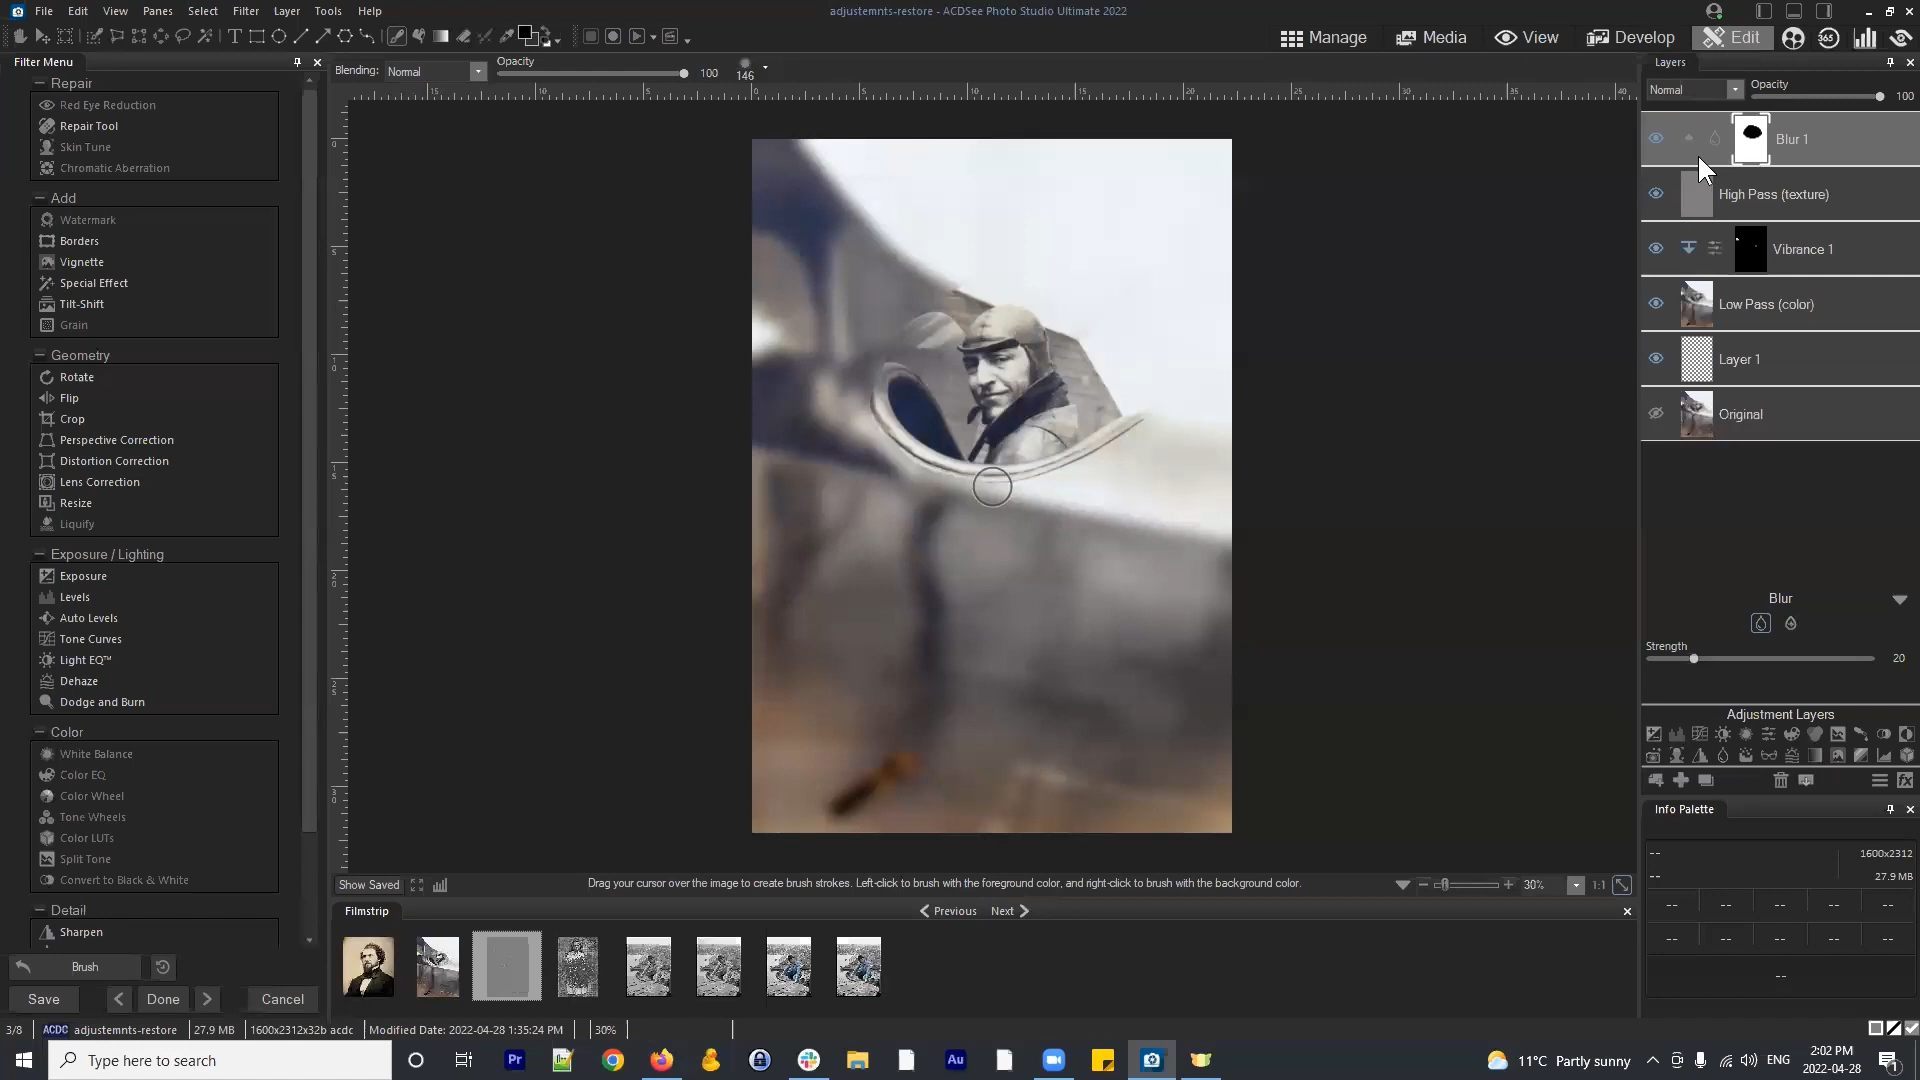 File Edit View Panes Select Filter Layer Tools Help
adjustemnts-restore - ACDSee Photo Studio Ultimate 2022
Manage Media View Develop Edit 365
Filter Menu
Blending: Normal Opacity 100 146
Layers
Normal Opacity 100
Repair
Red Eye Reduction
Repair Tool
Skin Tune
Chromatic Aberration
Add
Watermark
Borders
Vignette
Special Effect
Tilt-Shift
Grain
Geometry
Rotate
Flip
Crop
Perspective Correction
Distortion Correction
Lens Correction
Resize
Liquify
Exposure / Lighting
Exposure
Levels
Auto Levels
Tone Curves
Light EQ™
Dehaze
Dodge and Burn
Color
White Balance
Color EQ
Color Wheel
Tone Wheels
Color LUTs
Split Tone
Convert to Black & White
Detail
Sharpen
Brush
Save Done Cancel
Blur 1
High Pass (texture)
Vibrance 1
Low Pass (color)
Layer 1
Original
Blur
Strength
20
Adjustment Layers
Info Palette
-- 1600x2312
-- 27.9 MB
-- -- -- -- --
-- -- -- -- --
--
Show Saved
Drag your cursor over the image to create brush strokes. Left-click to brush with the foreground color, and right-click to brush with the background color.
30% 1:1
Filmstrip Previous Next
3/8 ACDC adjustemnts-restore 27.9 MB 1600x2312x32b acdc Modified Date: 2022-04-28 1:35:24 PM 30%
Type here to search
Pr Au
11°C Partly sunny ENG
2:02 PM
2022-04-28
1